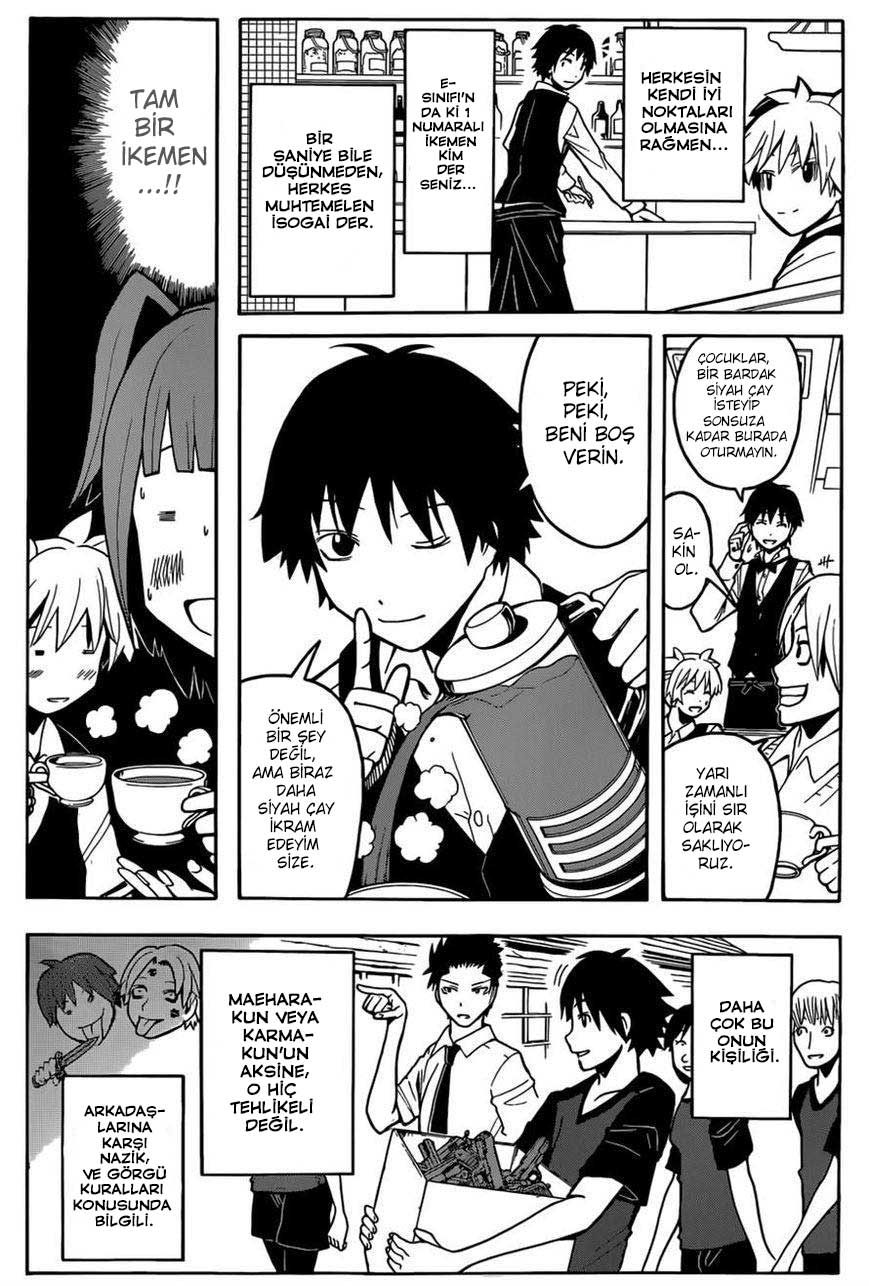 HERKESİN
KENDİ İYİ
NOKTALARI
OLMASINA
RAĞMEN...
E-
SINIFI'N
DA Kİ 1
NUMARALI
İKEMEN
KİM
DER
SENİZ...
BİR
SANİYE BİLE
DÜŞÜNMEDEN,
HERKES
MUHTEMELEN
İSOGAİ DER.
ÇOCUKLAR,
BİR BARDAK
SİYAH ÇAY
İSTEYİP
SONSUZA
KADAR BURADA
OTURMAYIN.
SA-
KİN
OL.
YARI
ZAMANLI
İŞİNİ SIR
OLARAK
SAKLIYO-
RUZ.
PEKİ,
PEKİ,
BENİ BOŞ
VERİN.
ÖNEMLİ
BİR ŞEY
DEĞİL,
AMA BİRAZ
DAHA
SİYAH ÇAY
İKRAM
EDEYİM
SİZE.
TAM
BİR
İKEMEN
...!!
DAHA
ÇOK BU
ONUN
KİŞİLİĞİ.
MAEHARA-
KUN VEYA
KARMA-
KUN'UN
AKSİNE,
O HİÇ
TEHLİKELİ
DEĞİL.
ARKADAŞ-
LARINA
KARŞI
NAZİK,
VE GÖRGÜ
KURALLARI
KONUSUNDA
BİLGİLİ.